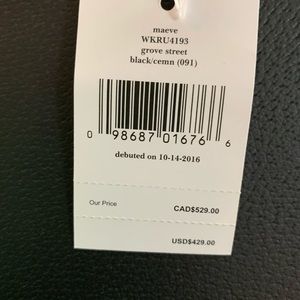 maeve
WKRU4193
grove street
black/cemn (091)
0 98687 01676 6
debuted on 10-14-2016
Our Price CAD$529.00
USD$429.00